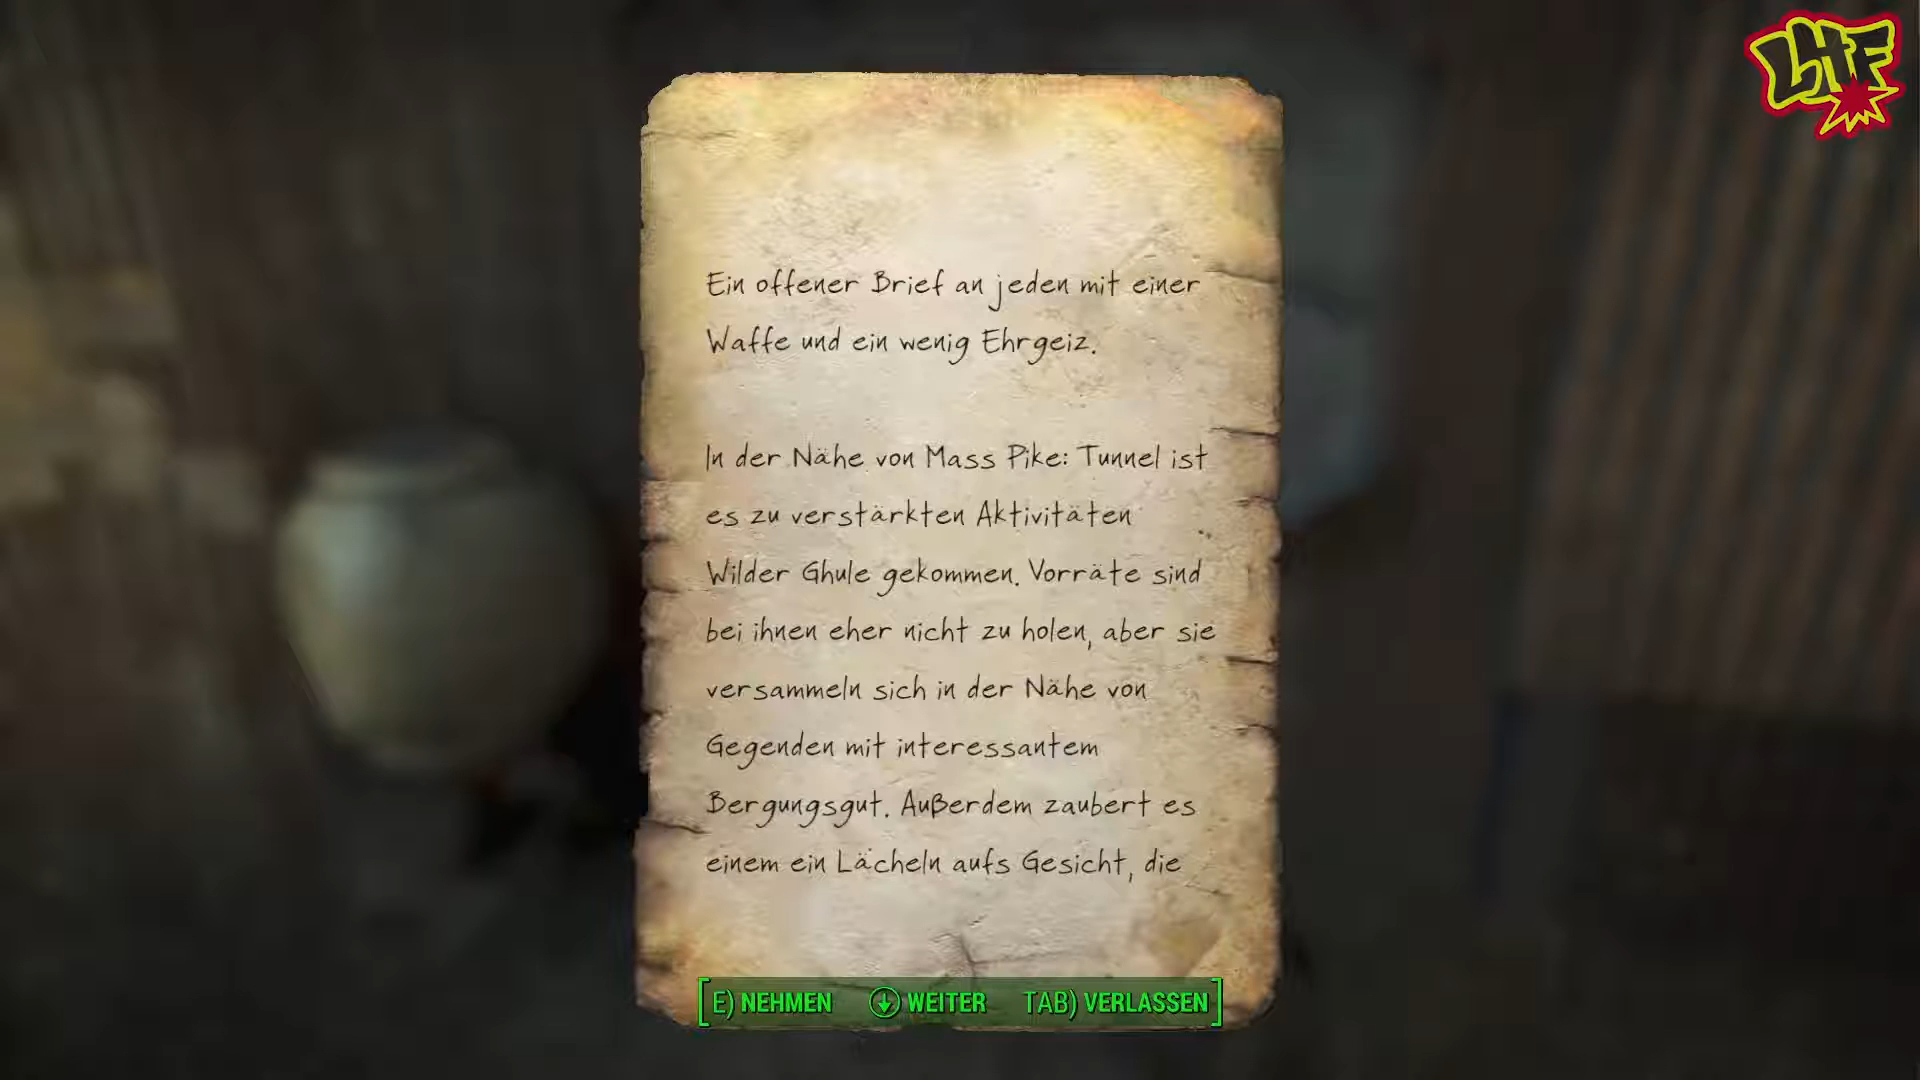 LHF
Ein offener Brief an jeden mit einer
Waffe und ein wenig Ehrgeiz.
In der Nähe von Mass Pike: Tunnel ist
es zu verstärkten Aktivitäten
Wilder Ghule gekommen. Vorräte sind
bei ihnen eher nicht zu holen, aber sie
versammeln sich in der Nähe von
Gegenden mit interessantem
Bergungsgut. Außerdem zaubert es
einem ein Lächeln aufs Gesicht, die
E) NEHMEN WEITER TAB) VERLASSEN